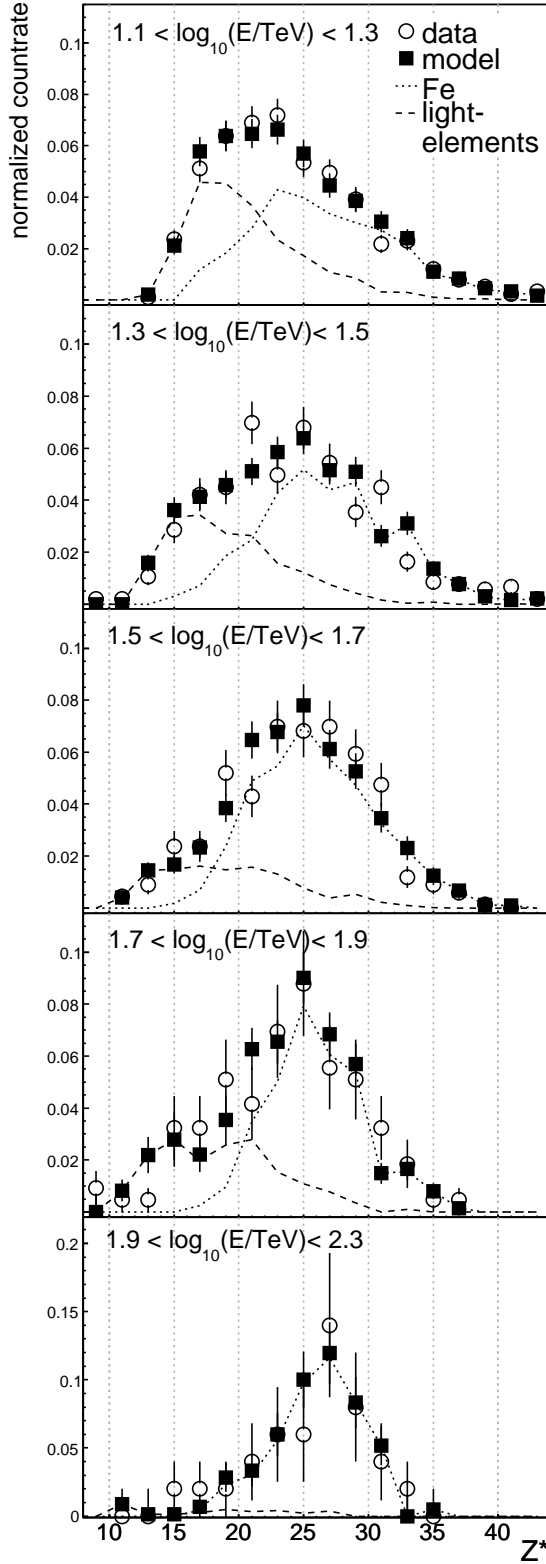 normalized countrate
0.1
0.08
0.06
0.04
0.02
1.1 < log10(E/TeV) < 1.3
data
model
Fe
light-
elements
0.1
0.08
0.06
0.04
0.02
0
1.3 < log10(E/TeV)< 1.5
0.1
0.08
0.06
0.04
0.02
0
1.5 < log10(E/TeV)< 1.7
0.1
0.08
0.06
0.04
0.02
1.7 < log10(E/TeV)< 1.9
0.2
0.15
0.1
0.05
0
1.9 < log10(E/TeV)< 2.3
10 15 20 25 30 35 40
Z*